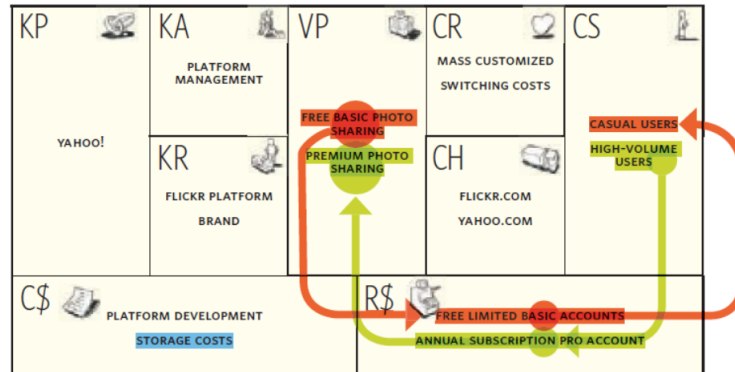 KP
YAHOO!
KA
PLATFORM
MANAGEMENT
KR
FLICKR PLATFORM
BRAND
VP
FREE BASIC PHOTO
SHARING
PREMIUM PHOTO
SHARING
CR
MASS CUSTOMIZED
SWITCHING COSTS
CH
FLICKR.COM
YAHOO.COM
CS
CASUAL USERS
HIGH-VOLUME
USERS
C$
PLATFORM DEVELOPMENT
STORAGE COSTS
R$
FREE LIMITED BASIC ACCOUNTS
ANNUAL SUBSCRIPTION PRO ACCOUNT